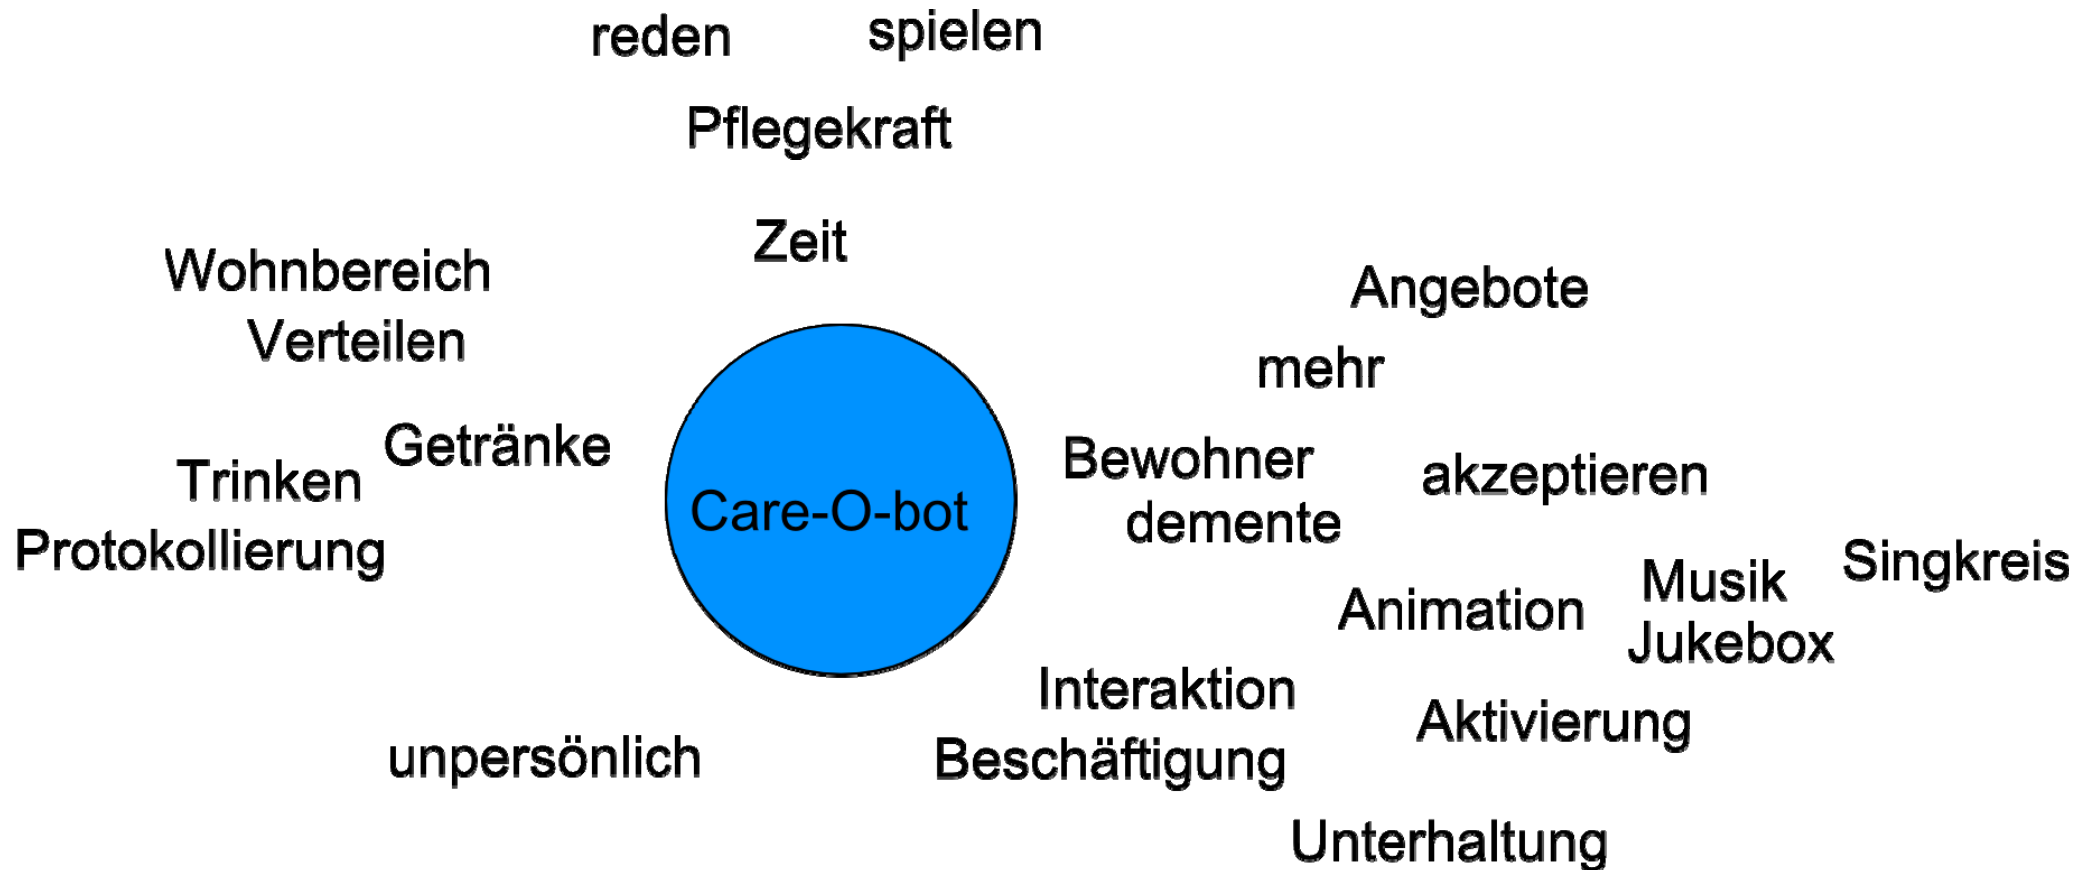 reden
spielen
Pflegekraft
Zeit
Wohnbereich
Verteilen
Getränke
Trinken
Protokollierung
Care-O-bot
Angebote
mehr
Bewohner
demente
akzeptieren
Singkreis
Musik
Jukebox
Animation
Interaktion
Beschäftigung
Aktivierung
unpersönlich
Unterhaltung